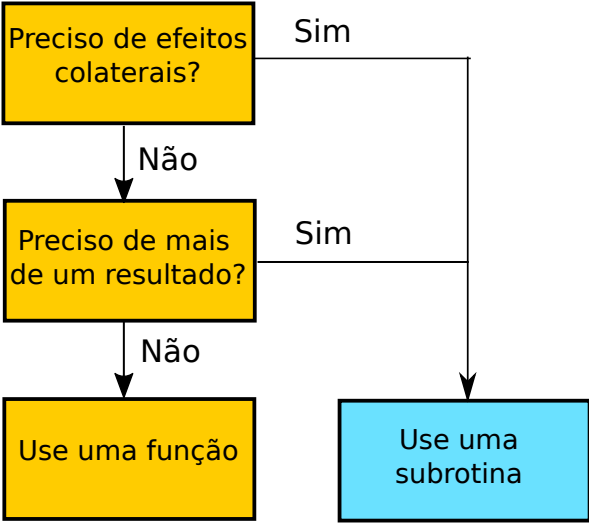 Preciso de efeitos
colaterais?
Sim
Não
Preciso de mais
de um resultado?
Sim
Não
Use uma função
Use uma
subrotina